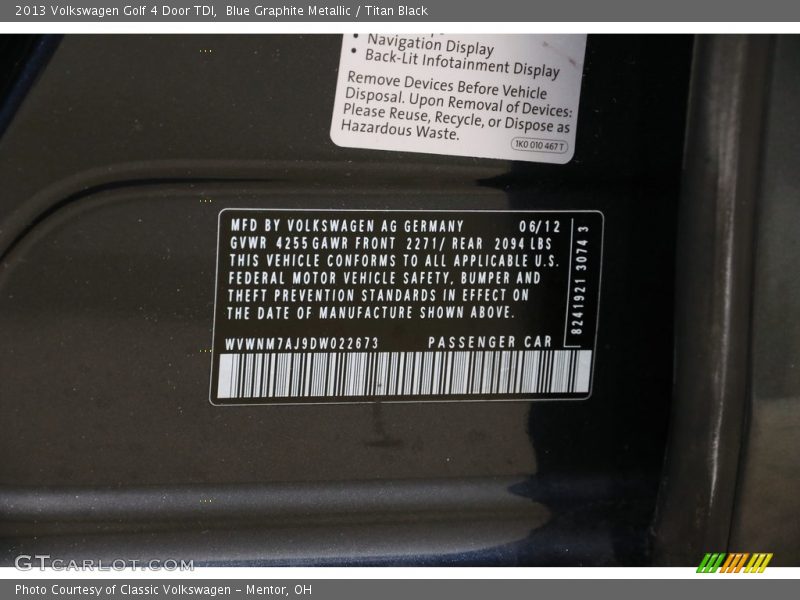 2013 Volkswagen Golf 4 Door TDI,  Blue Graphite Metallic / Titan Black
• Navigation Display
• Back-Lit Infotainment Display
Remove Devices Before Vehicle
Disposal. Upon Removal of Devices:
Please Reuse, Recycle, or Dispose as
Hazardous Waste.
1K0 010 467 T
MFD BY VOLKSWAGEN AG GERMANY 06/12
GVWR 4255 GAWR FRONT 2271/ REAR 2094 LBS
THIS VEHICLE CONFORMS TO ALL APPLICABLE U.S.
FEDERAL MOTOR VEHICLE SAFETY, BUMPER AND
THEFT PREVENTION STANDARDS IN EFFECT ON
THE DATE OF MANUFACTURE SHOWN ABOVE.
WVWNM7AJ9DW022673 PASSENGER CAR
8241921 3074 3
GTCARLOT.COM
Photo Courtesy of Classic Volkswagen - Mentor, OH